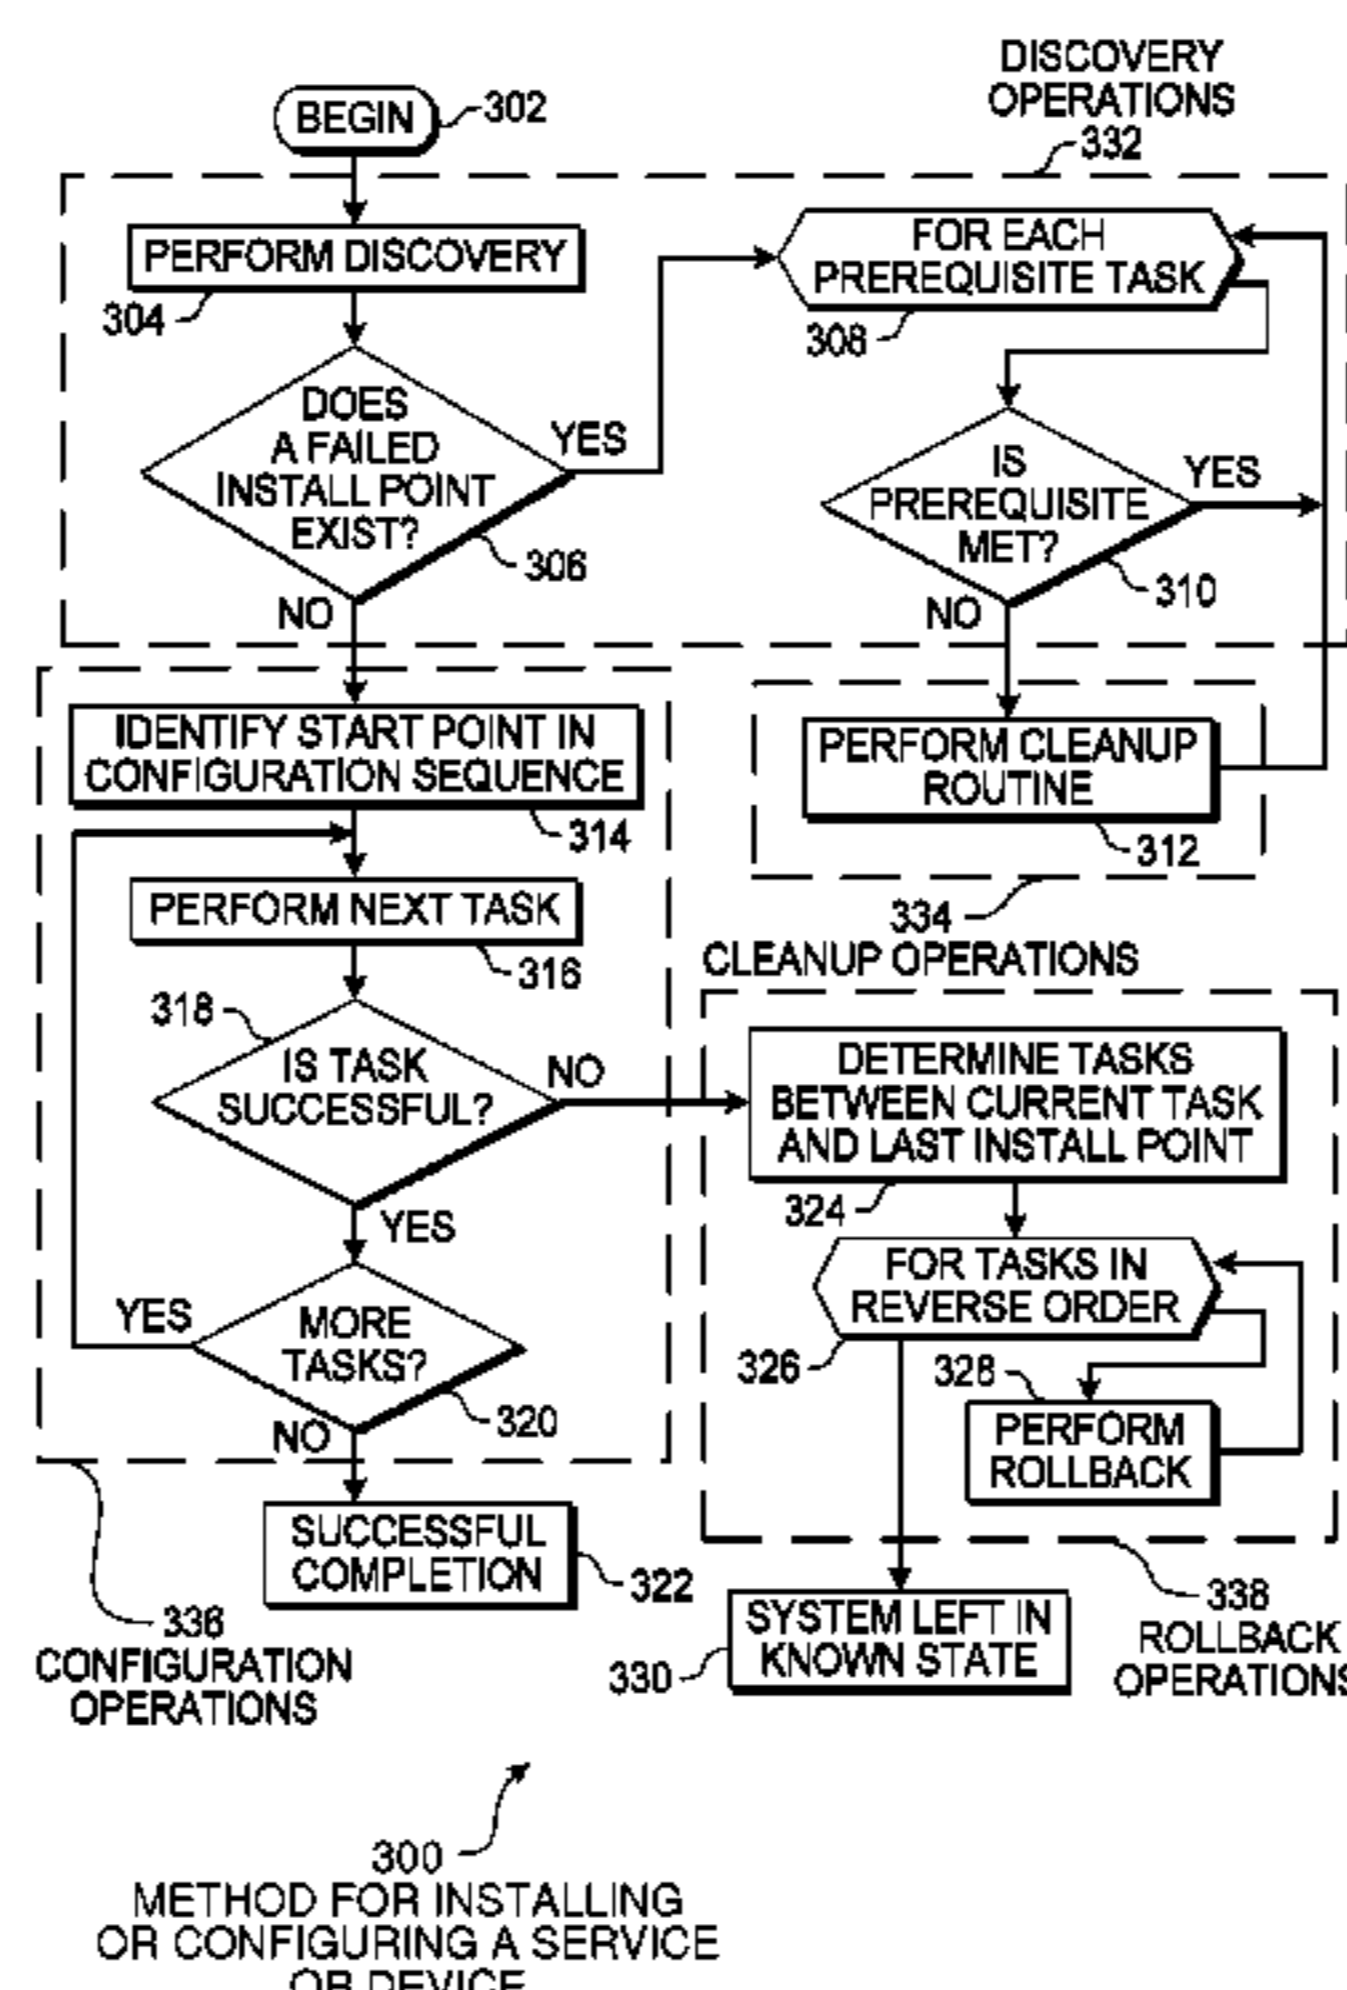 DISCOVERY
OPERATIONS
332
BEGIN
302
PERFORM DISCOVERY
304
FOR EACH
PREREQUISITE TASK
308
DOES
A FAILED
INSTALL POINT
EXIST?
YES
306
NO
IS
PREREQUISITE
MET?
YES
310
NO
IDENTIFY START POINT IN
CONFIGURATION SEQUENCE
314
PERFORM CLEANUP
ROUTINE
312
334
CLEANUP OPERATIONS
PERFORM NEXT TASK
316
318
IS TASK
SUCCESSFUL?
NO
YES
DETERMINE TASKS
BETWEEN CURRENT TASK
AND LAST INSTALL POINT
324
FOR TASKS IN
REVERSE ORDER
326
328
PERFORM
ROLLBACK
YES
MORE
TASKS?
320
NO
SUCCESSFUL
COMPLETION
322
SYSTEM LEFT IN
KNOWN STATE
330
336
CONFIGURATION
OPERATIONS
338
ROLLBACK
OPERATIONS
300
METHOD FOR INSTALLING
OR CONFIGURING A SERVICE
OR DEVICE